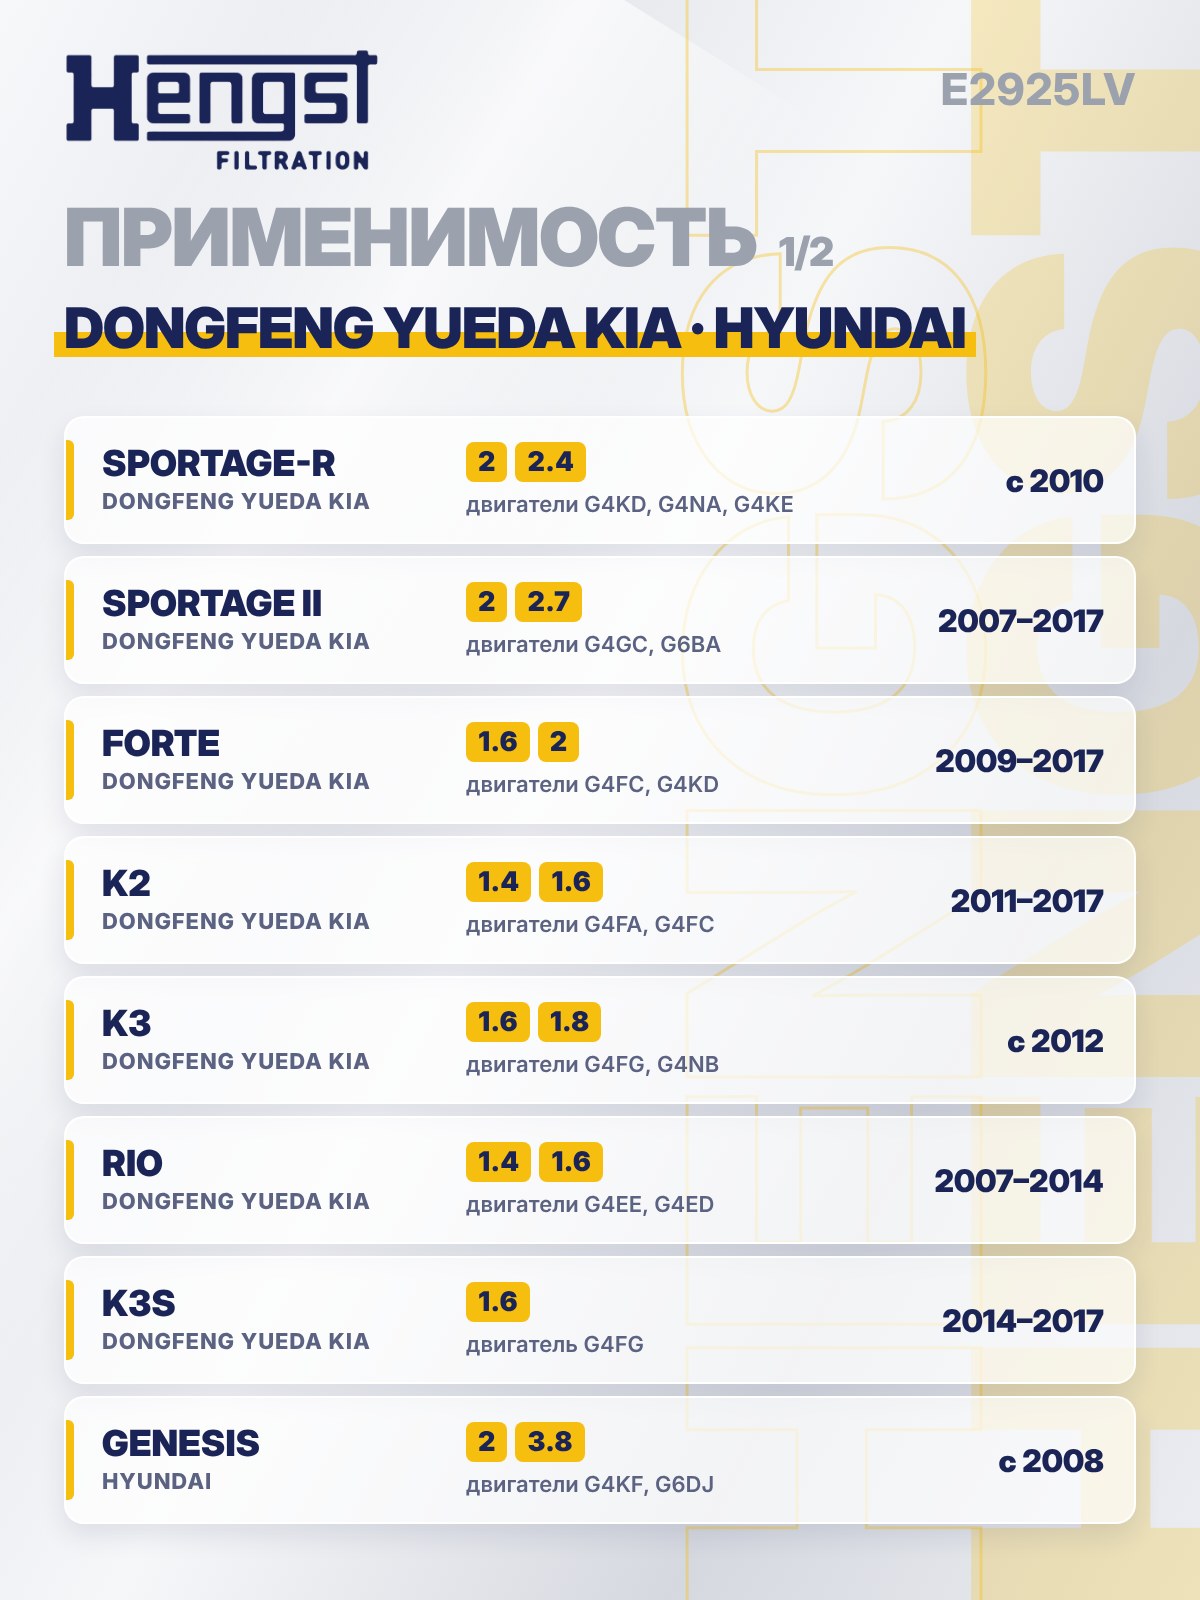 Hengst
FILTRATION
E2925LV
ПРИМЕНИМОСТЬ 1/2
DONGFENG YUEDA KIA · HYUNDAI
SPORTAGE-R
DONGFENG YUEDA KIA
2 2.4
двигатели G4KD, G4NA, G4KE
с 2010
SPORTAGE II
DONGFENG YUEDA KIA
2 2.7
двигатели G4GC, G6BA
2007–2017
FORTE
DONGFENG YUEDA KIA
1.6 2
двигатели G4FC, G4KD
2009–2017
K2
DONGFENG YUEDA KIA
1.4 1.6
двигатели G4FA, G4FC
2011–2017
K3
DONGFENG YUEDA KIA
1.6 1.8
двигатели G4FG, G4NB
с 2012
RIO
DONGFENG YUEDA KIA
1.4 1.6
двигатели G4EE, G4ED
2007–2014
K3S
DONGFENG YUEDA KIA
1.6
двигатель G4FG
2014–2017
GENESIS
HYUNDAI
2 3.8
двигатели G4KF, G6DJ
с 2008
HENGST
HENGST